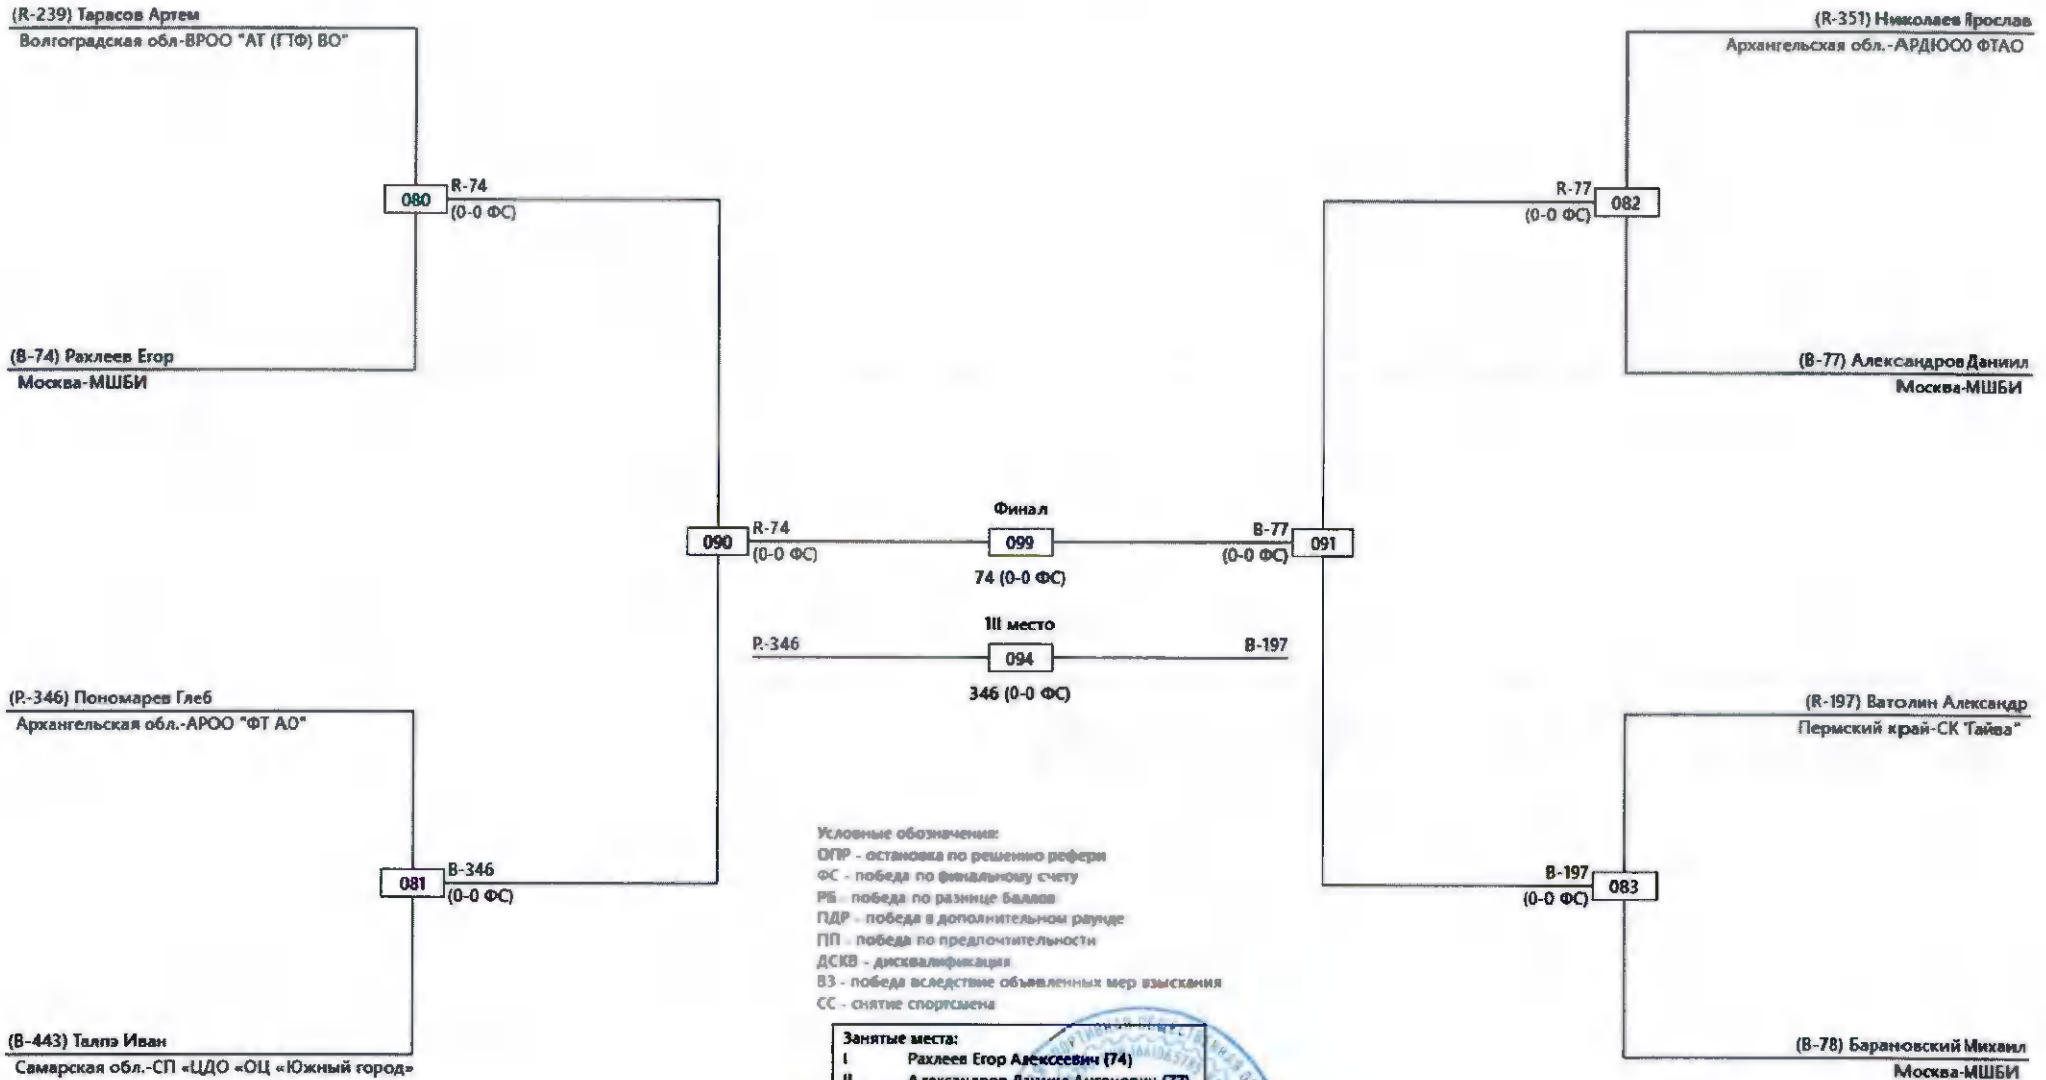 (R-239) Тарасов Артем
Волгоградская обл-ВРОО "АТ (ГТФ) ВО"
(R-351) Николаев Ярослав
Архангельская обл.-АРДЮОО ФТАО
080
R-74
(0-0 ФС)
R-77
(0-0 ФС)
082
(B-74) Рахлеев Егор
Москва-МШБИ
(B-77) Александров Даниил
Москва-МШБИ
Финал
090
R-74
(0-0 ФС)
099
B-77
(0-0 ФС)
091
74 (0-0 ФС)
III место
R-346
094
B-197
346 (0-0 ФС)
(R-346) Пономарев Глеб
Архангельская обл.-АРОО "ФТ АО"
(R-197) Ватолин Александр
Пермский край-СК "Гайва"
081
B-346
(0-0 ФС)
B-197
(0-0 ФС)
083
Условные обозначения:
ОПР - остановка по решению рефери
ФС - победа по финальному счету
РБ - победа по разнице баллов
ПДР - победа в дополнительном раунде
ПП - победа по предпочтительности
ДСКВ - дисквалификация
ВЗ - победа вследствие объявленных мер взыскания
СС - снятие спортсмена
(B-443) Талпэ Иван
Самарская обл.-СП «ЦДО «ОЦ «Южный город»
(B-78) Барановский Михаил
Москва-МШБИ
Занятые места:
I Рахлеев Егор Алексеевич (74)